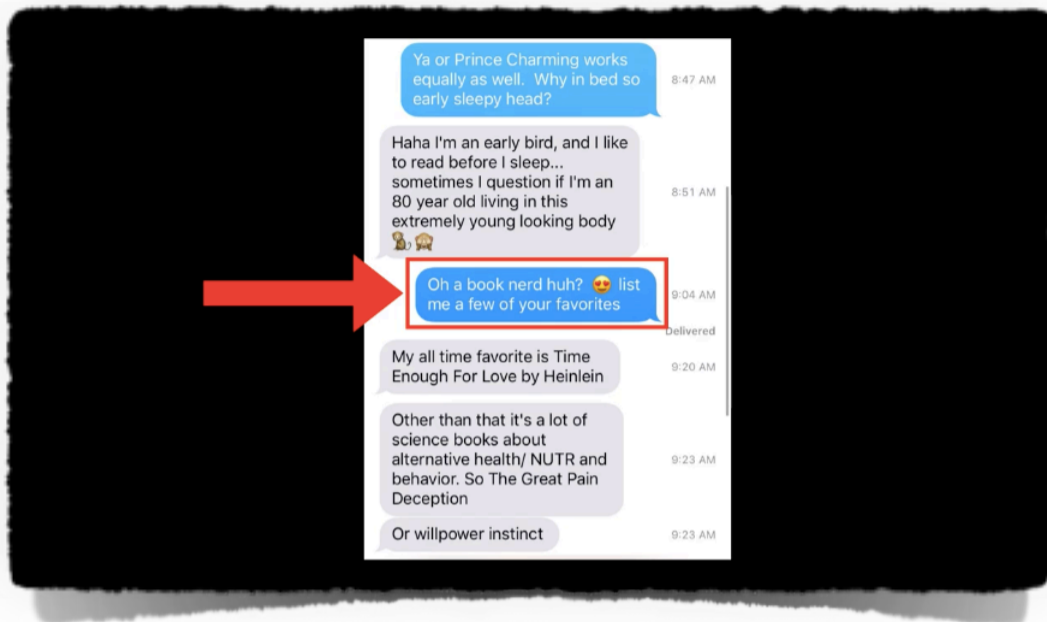 Ya or Prince Charming works
equally as well.  Why in bed so
early sleepy head?
8:47 AM
Haha I'm an early bird, and I like
to read before I sleep...
sometimes I question if I'm an
80 year old living in this
extremely young looking body
🐒🙈
8:51 AM
Oh a book nerd huh?  😍 list
me a few of your favorites
9:04 AM
Delivered
My all time favorite is Time
Enough For Love by Heinlein
9:20 AM
Other than that it's a lot of
science books about
alternative health/ NUTR and
behavior. So The Great Pain
Deception
9:23 AM
Or willpower instinct
9:23 AM